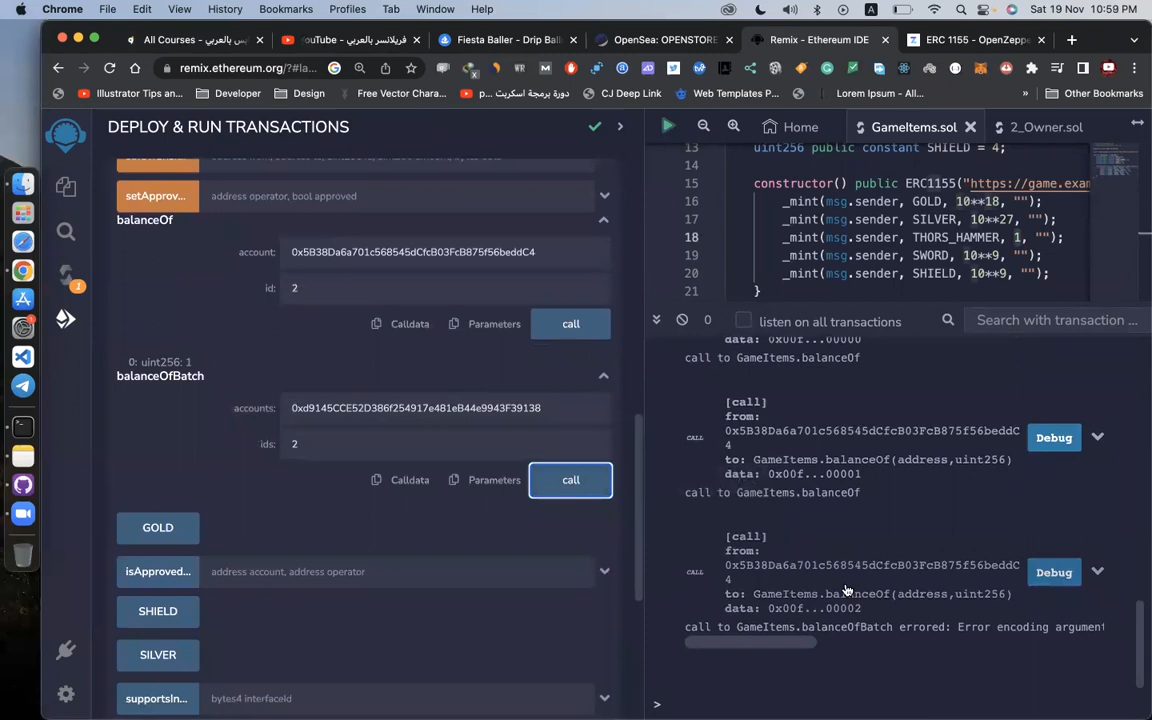 Chrome File Edit View History Bookmarks Profiles Tab Window Help Sat 19 Nov 10:59 PM
All Courses - ‎بس بالعربي YouTube - فريلانسر بالعربي Fiesta Baller - Drip Ball OpenSea: OPENSTORE Remix - Ethereum IDE ERC 1155 - OpenZeppe
remix.ethereum.org/?#la...
Illustrator Tips an... Developer Design Free Vector Chara... دورة برمجة اسكربت ...p CJ Deep Link Web Templates P... Lorem Ipsum - Al... » Other Bookmarks
DEPLOY & RUN TRANSACTIONS
setApprov... address operator, bool approved
balanceOf
account: 0x5B38Da6a701c568545dCfcB03FcB875f56beddC4
id: 2
Calldata Parameters call
0: uint256: 1
balanceOfBatch
accounts: 0xd9145CCE52D386f254917e481eB44e9943F39138
ids: 2
Calldata Parameters call
GOLD
isApproved... address account, address operator
SHIELD
SILVER
supportsIn... bytes4 interfaceId
1
Home GameItems.sol 2_Owner.sol
13 uint256 public constant SHIELD = 4;
14
15 constructor() public ERC1155("https://game.exam
16 _mint(msg.sender, GOLD, 10**18, "");
17 _mint(msg.sender, SILVER, 10**27, "");
18 _mint(msg.sender, THORS_HAMMER, 1, "");
19 _mint(msg.sender, SWORD, 10**9, "");
20 _mint(msg.sender, SHIELD, 10**9, "");
21 }
0 listen on all transactions Search with transaction ...
data: 0x00f...00000
call to GameItems.balanceOf
[call]
from:
0x5B38Da6a701c568545dCfcB03FcB875f56beddC
4
to: GameItems.balanceOf(address,uint256)
data: 0x00f...00001
CALL Debug
call to GameItems.balanceOf
[call]
from:
0x5B38Da6a701c568545dCfcB03FcB875f56beddC
4
to: GameItems.balanceOf(address,uint256)
data: 0x00f...00002
CALL Debug
call to GameItems.balanceOfBatch errored: Error encoding argument
>